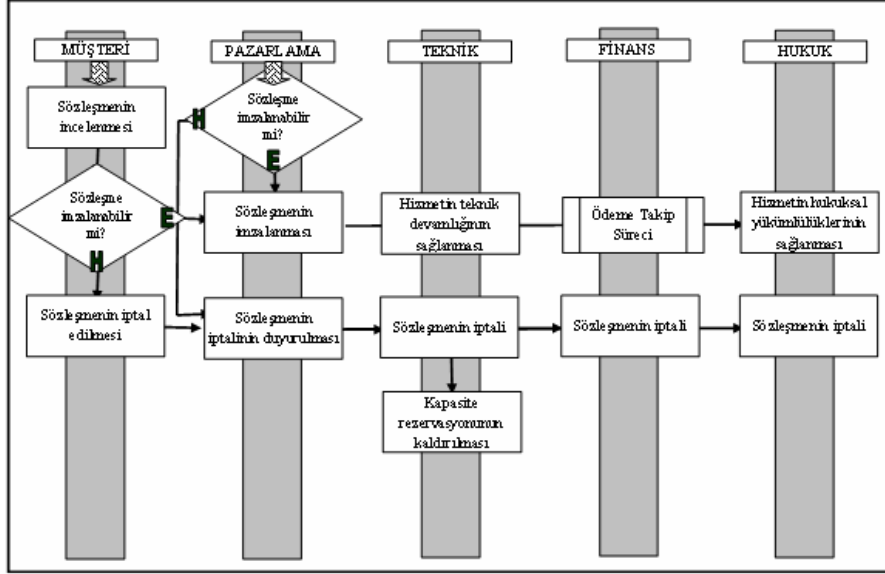 MÜŞTERİ
PAZARLAMA
TEKNİK
FİNANS
HUKUK
Sözleşmenin
incelenmesi
Sözleşme
imzalanabilir
mi?
H
E
Sözleşme
imzalanabilir
mi?
E
H
Sözleşmenin
imzalanması
Hizmetin teknik
devamlığının
sağlanması
Ödeme Takip
Süreci
Hizmetin hukuksal
yükümlülüklerinin
sağlanması
Sözleşmenin iptal
edilmesi
Sözleşmenin
iptalinin duyurulması
Sözleşmenin iptali
Sözleşmenin iptali
Sözleşmenin iptali
Kapasite
rezervasyonunun
kaldırılması